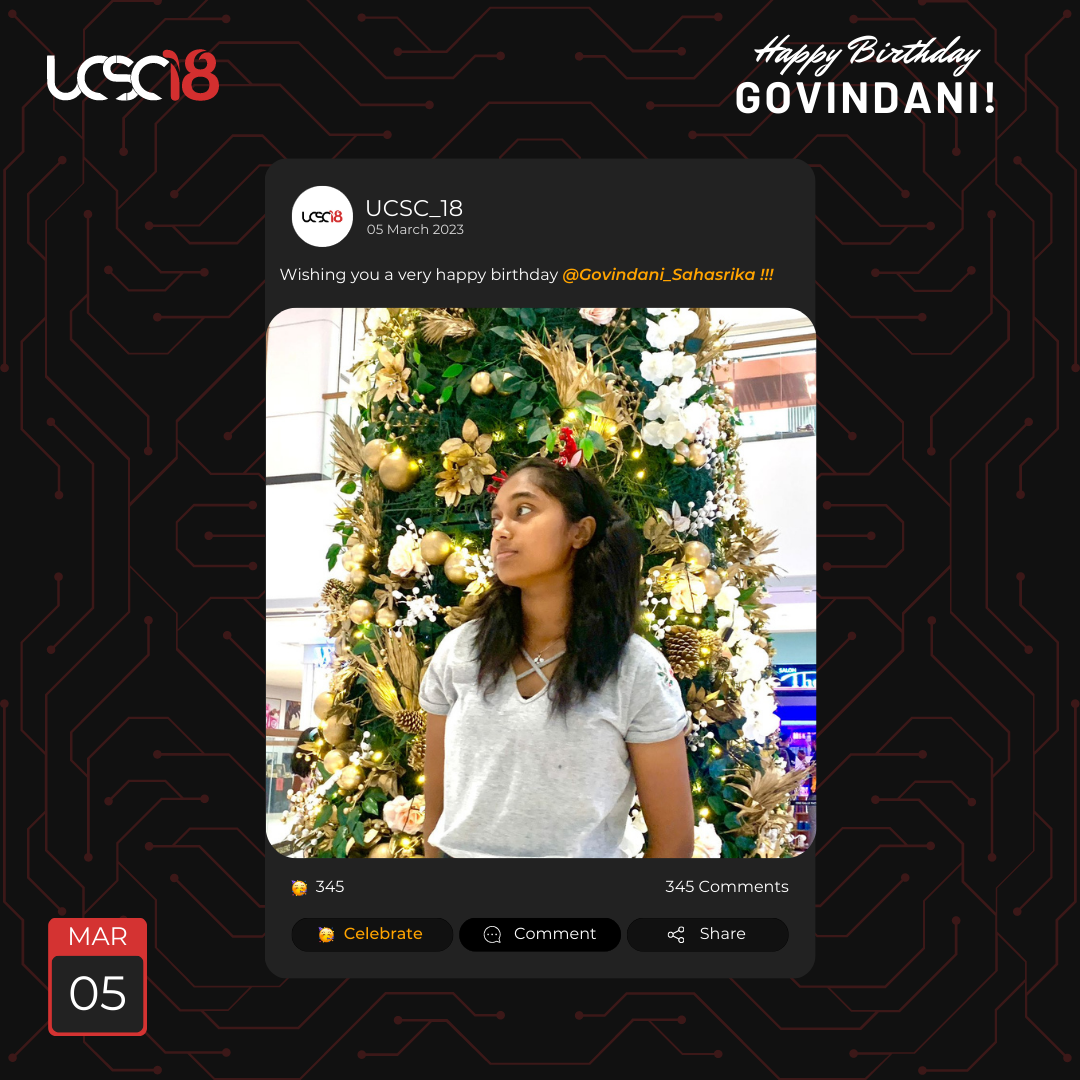 UCSC18
Happy Birthday
GOVINDANI!
UCSC18
UCSC_18
05 March 2023
Wishing you a very happy birthday @Govindani_Sahasrika !!!
SALON
345
345 Comments
Celebrate
Comment
Share
MAR
05